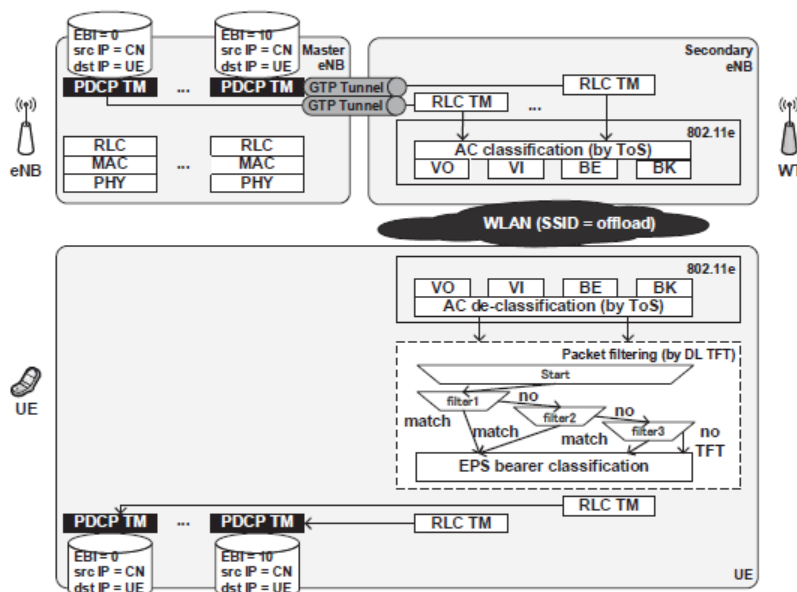 EBI = 0
src IP = CN
dst IP = UE
PDCP TM
...
EBI = 10
src IP = CN
dst IP = UE
PDCP TM
Master
eNB
GTP Tunnel
GTP Tunnel
Secondary
eNB
RLC TM
...
RLC TM
802.11e
AC classification (by ToS)
VO
VI
BE
BK
eNB
RLC
MAC
PHY
...
RLC
MAC
PHY
WT
WLAN (SSID = offload)
802.11e
VO
VI
BE
BK
AC de-classification (by ToS)
Packet filtering (by DL TFT)
Start
filter1
no
filter2
no
filter3
no
TFT
match
match
match
EPS bearer classification
UE
RLC TM
RLC TM
PDCP TM
...
PDCP TM
EBI = 0
src IP = CN
dst IP = UE
EBI = 10
src IP = CN
dst IP = UE
UE